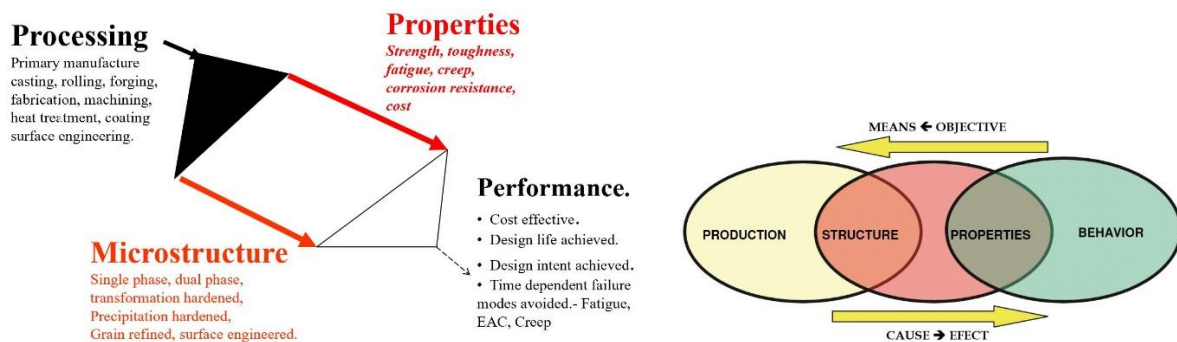 Processing
Primary manufacture
casting, rolling, forging,
fabrication, machining,
heat treatment, coating
surface engineering.
Properties
Strength, toughness,
fatigue, creep,
corrosion resistance,
cost
Microstructure
Single phase, dual phase,
transformation hardened,
Precipitation hardened,
Grain refined, surface engineered.
Performance.
• Cost effective.
• Design life achieved.
• Design intent achieved.
• Time dependent failure
modes avoided.- Fatigue,
EAC, Creep
MEANS ← OBJECTIVE
PRODUCTION
STRUCTURE
PROPERTIES
BEHAVIOR
CAUSE → EFECT